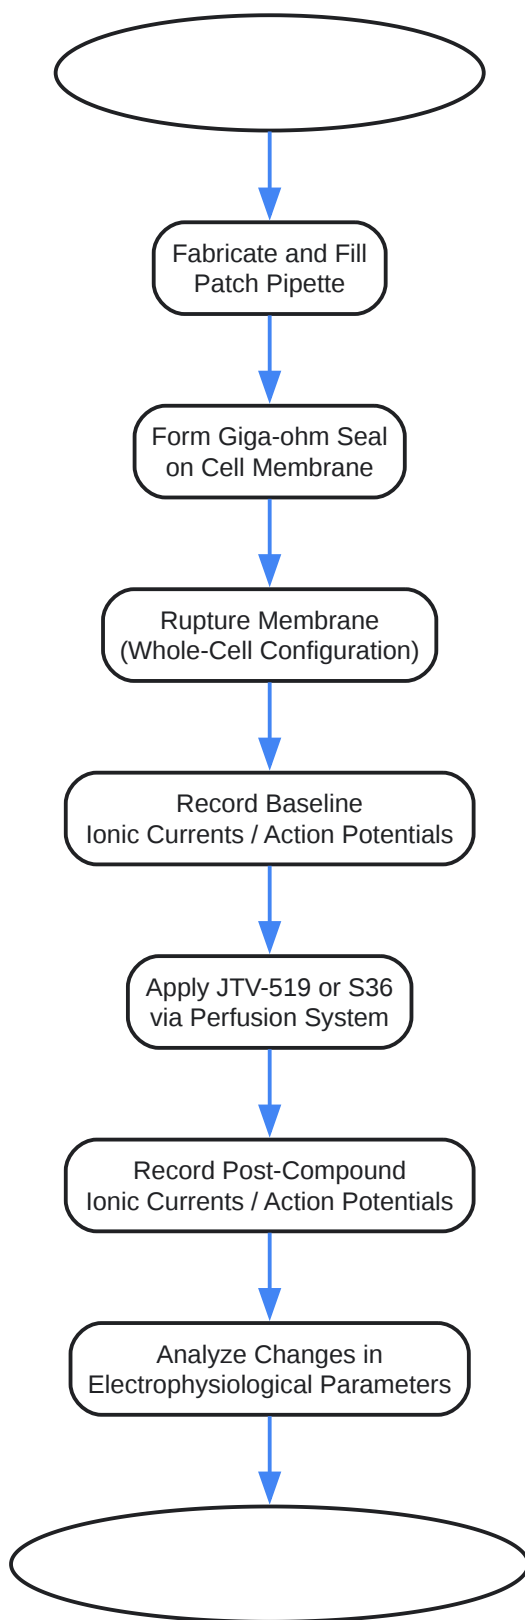 Fabricate and Fill
Patch Pipette
Form Giga-ohm Seal
on Cell Membrane
Rupture Membrane
(Whole-Cell Configuration)
Record Baseline
Ionic Currents / Action Potentials
Apply JTV-519 or S36
via Perfusion System
Record Post-Compound
Ionic Currents / Action Potentials
Analyze Changes in
Electrophysiological Parameters